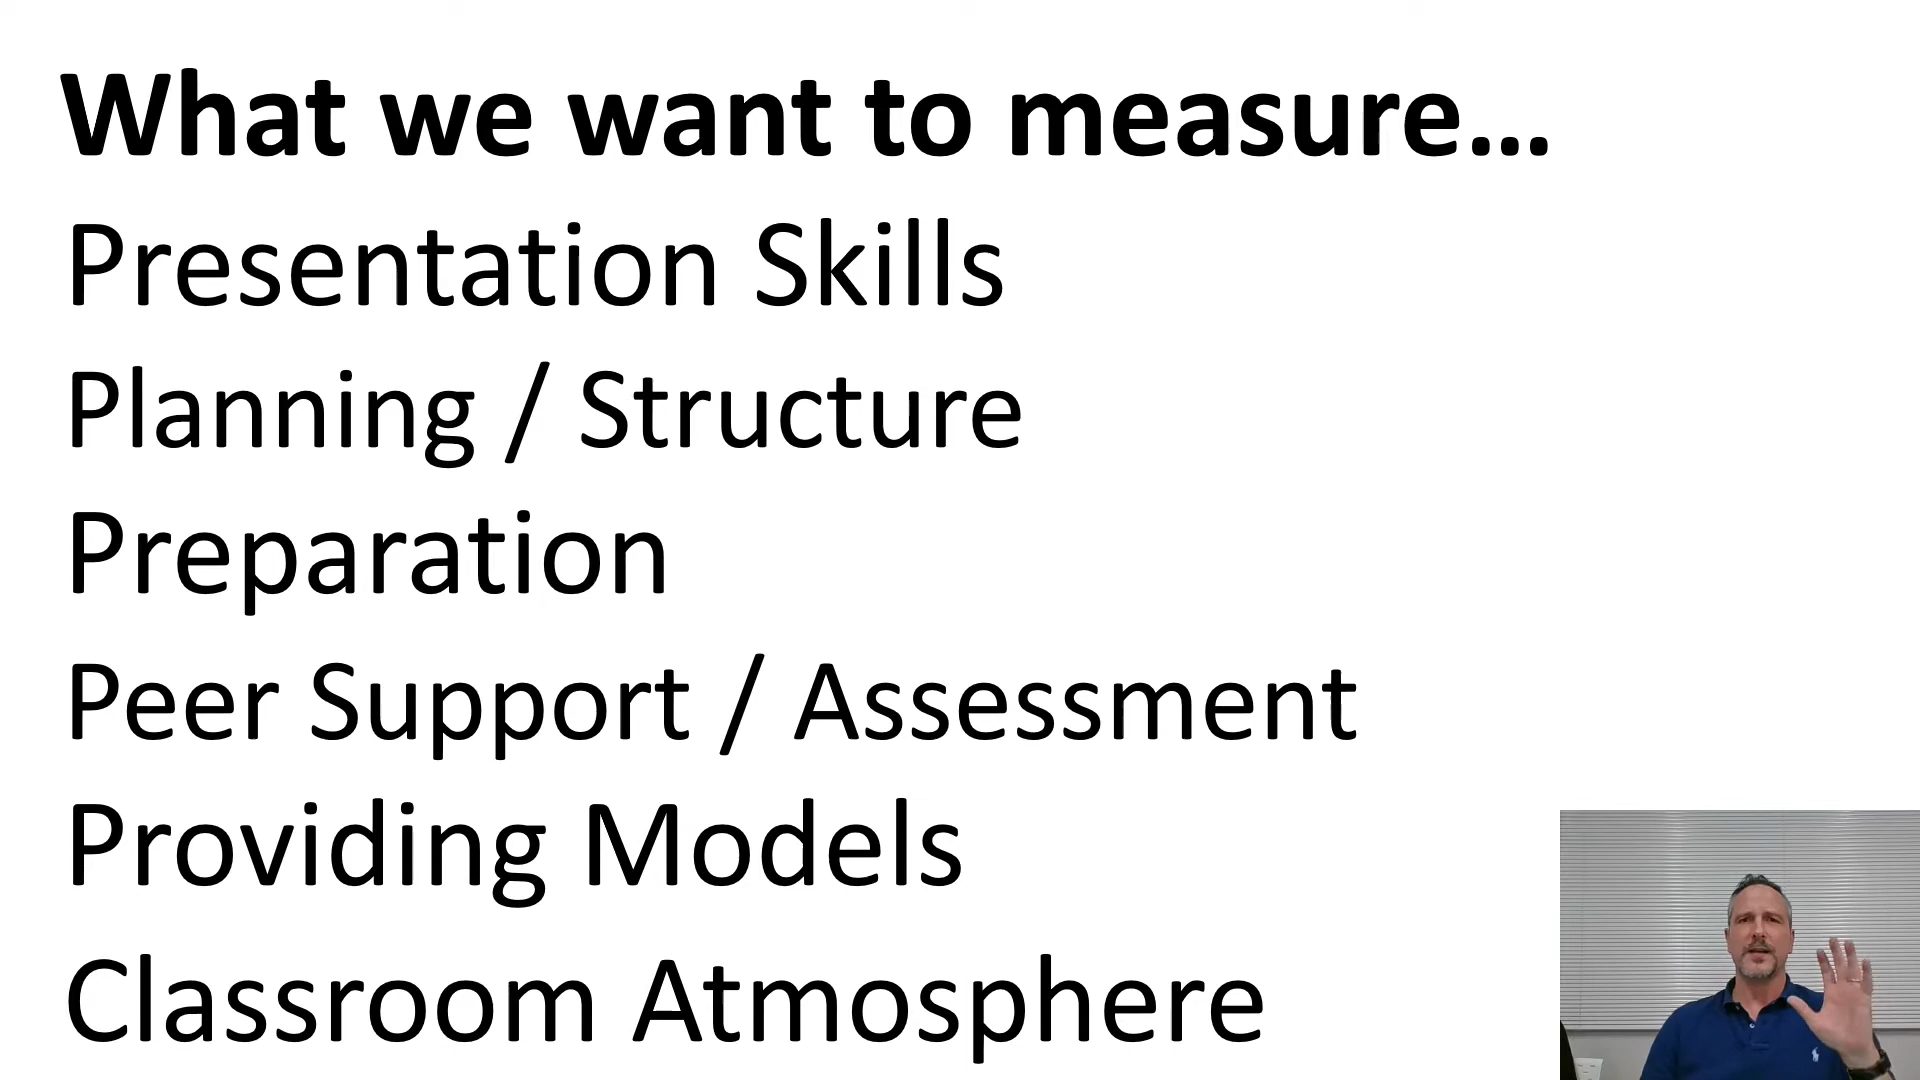 What we want to measure...
Presentation Skills
Planning / Structure
Preparation
Peer Support / Assessment
Providing Models
Classroom Atmosphere